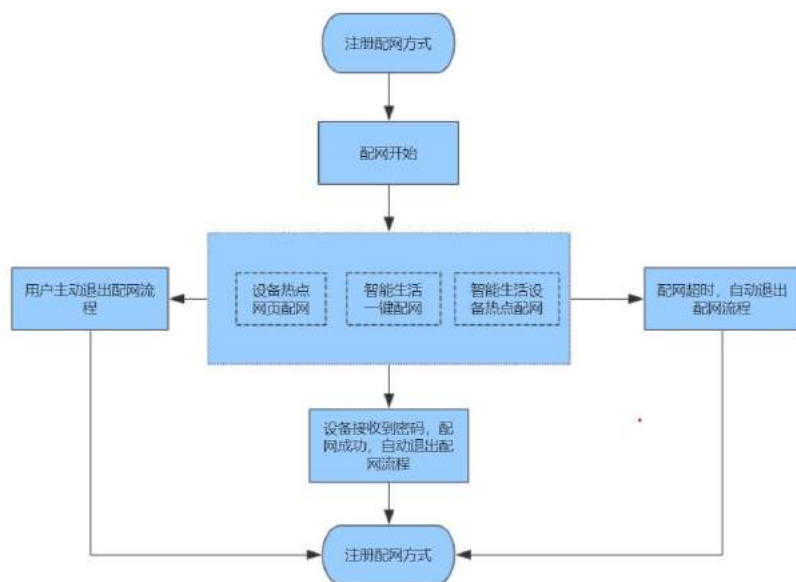 注册配网方式
配网开始
用户主动退出配网流
程
设备热点
网页配网
智能生活
一键配网
智能生活设
备热点配网
配网超时，自动退出
配网流程
设备接收到密码，配
网成功，自动退出配
网流程
注册配网方式